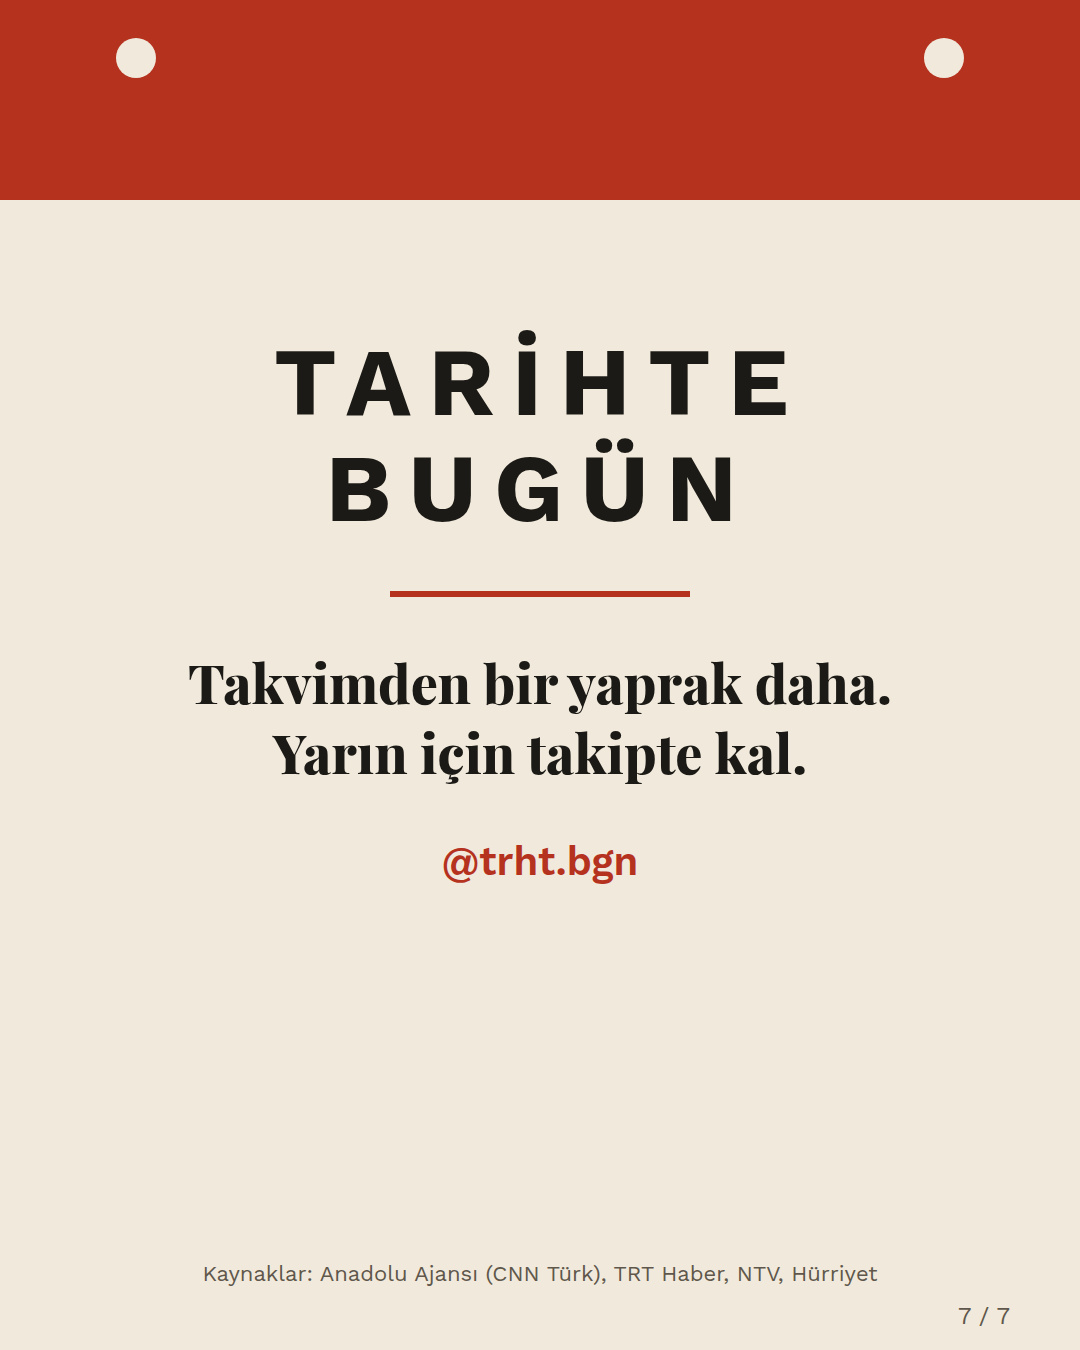 TARİHTE
BUGÜN
Takvimden bir yaprak daha.
Yarın için takipte kal.
@trht.bgn
Kaynaklar: Anadolu Ajansı (CNN Türk), TRT Haber, NTV, Hürriyet
7 / 7